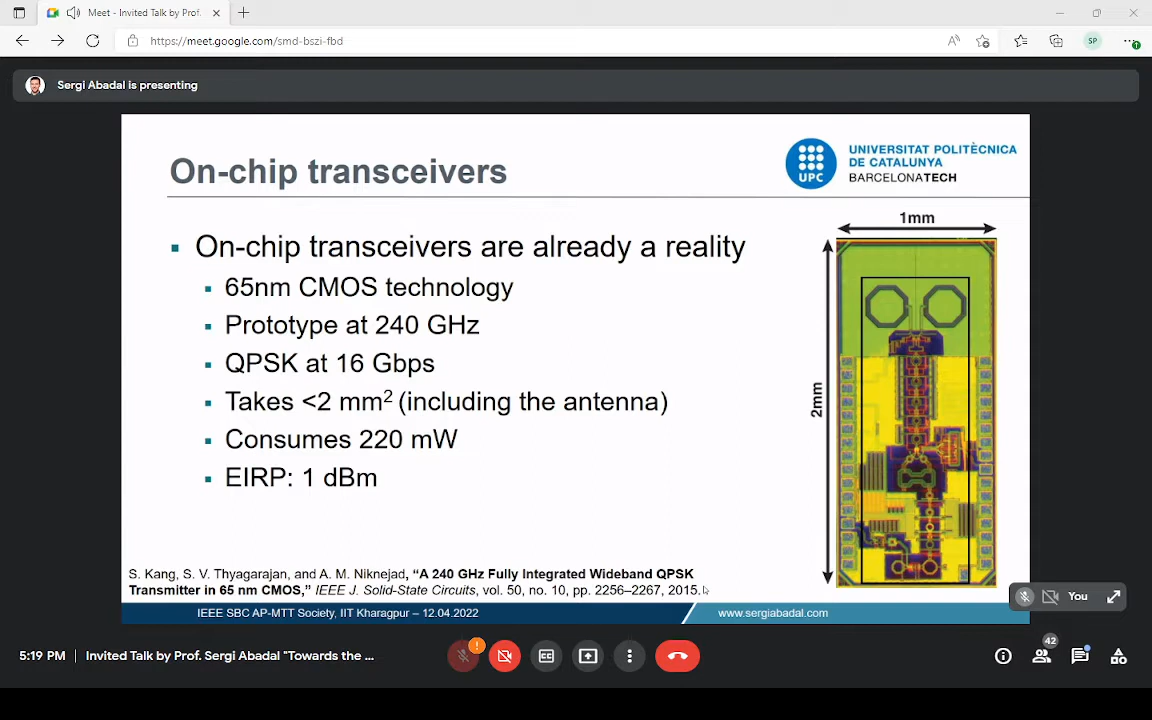 Meet - Invited Talk by Prof.
https://meet.google.com/smd-bszi-fbd
SP
Sergi Abadal is presenting
On-chip transceivers
UPC
UNIVERSITAT POLITÈCNICA
DE CATALUNYA
BARCELONATECH
On-chip transceivers are already a reality
65nm CMOS technology
Prototype at 240 GHz
QPSK at 16 Gbps
Takes <2 mm² (including the antenna)
Consumes 220 mW
EIRP: 1 dBm
1mm
2mm
S. Kang, S. V. Thyagarajan, and A. M. Niknejad, “A 240 GHz Fully Integrated Wideband QPSK
Transmitter in 65 nm CMOS,” IEEE J. Solid-State Circuits, vol. 50, no. 10, pp. 2256–2267, 2015.
IEEE SBC AP-MTT Society, IIT Kharagpur – 12.04.2022
www.sergiabadal.com
You
5:19 PM | Invited Talk by Prof. Sergi Abadal "Towards the ...
42